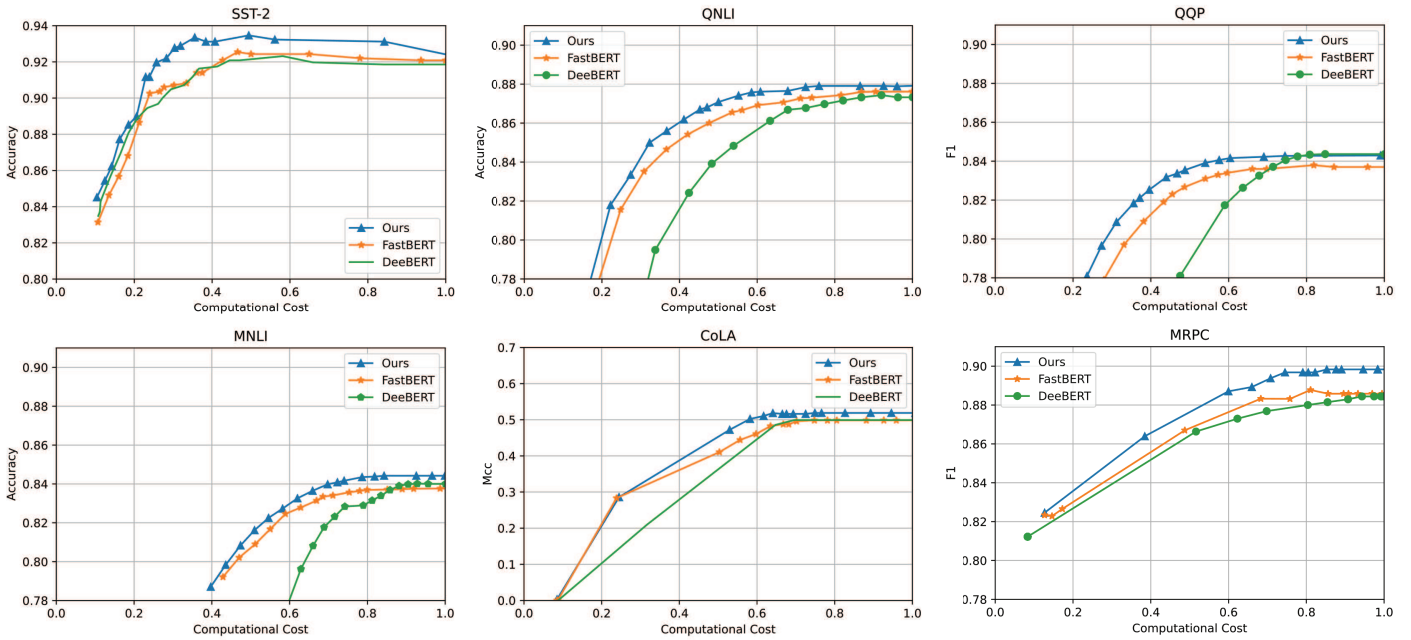 SST-2
0.94
0.92
0.90
0.88
0.86
0.84
0.82
0.80
Accuracy
Ours
FastBERT
DeeBERT
0.0 0.2 0.4 0.6 0.8 1.0
Computational Cost
QNLI
0.90
0.88
0.86
0.84
0.82
0.80
0.78
Accuracy
Ours
FastBERT
DeeBERT
0.0 0.2 0.4 0.6 0.8 1.0
Computational Cost
QQP
0.90
0.88
0.86
0.84
0.82
0.80
0.78
F1
Ours
FastBERT
DeeBERT
0.0 0.2 0.4 0.6 0.8 1.0
Computational Cost
MNLI
0.90
0.88
0.86
0.84
0.82
0.80
0.78
Accuracy
Ours
FastBERT
DeeBERT
0.0 0.2 0.4 0.6 0.8 1.0
Computational Cost
CoLA
0.7
0.6
0.5
0.4
0.3
0.2
0.1
0.0
Mcc
Ours
FastBERT
DeeBERT
0.0 0.2 0.4 0.6 0.8 1.0
Computational Cost
MRPC
0.90
0.88
0.86
0.84
0.82
0.80
0.78
F1
Ours
FastBERT
DeeBERT
0.0 0.2 0.4 0.6 0.8 1.0
Computational Cost